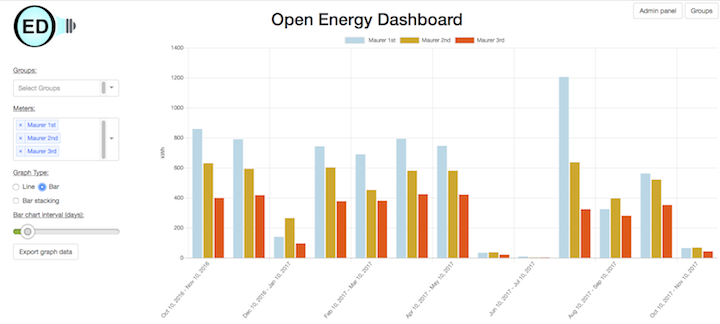 ED
Open Energy Dashboard
Admin panel
Groups
Maurer 1st
Maurer 2nd
Maurer 3rd
Groups:
Select Groups
Meters:
× Maurer 1st
× Maurer 2nd
× Maurer 3rd
Graph Type:
Line
Bar
Bar stacking
Bar chart interval (days):
Export graph data
kWh
1400
1200
1000
800
600
400
200
0
Oct 10, 2016 - Nov 10, 2016
Dec 10, 2016 - Jan 10, 2017
Feb 10, 2017 - Mar 10, 2017
Apr 10, 2017 - May 10, 2017
Jun 10, 2017 - Jul 10, 2017
Aug 10, 2017 - Sep 10, 2017
Oct 10, 2017 - Nov 10, 2017